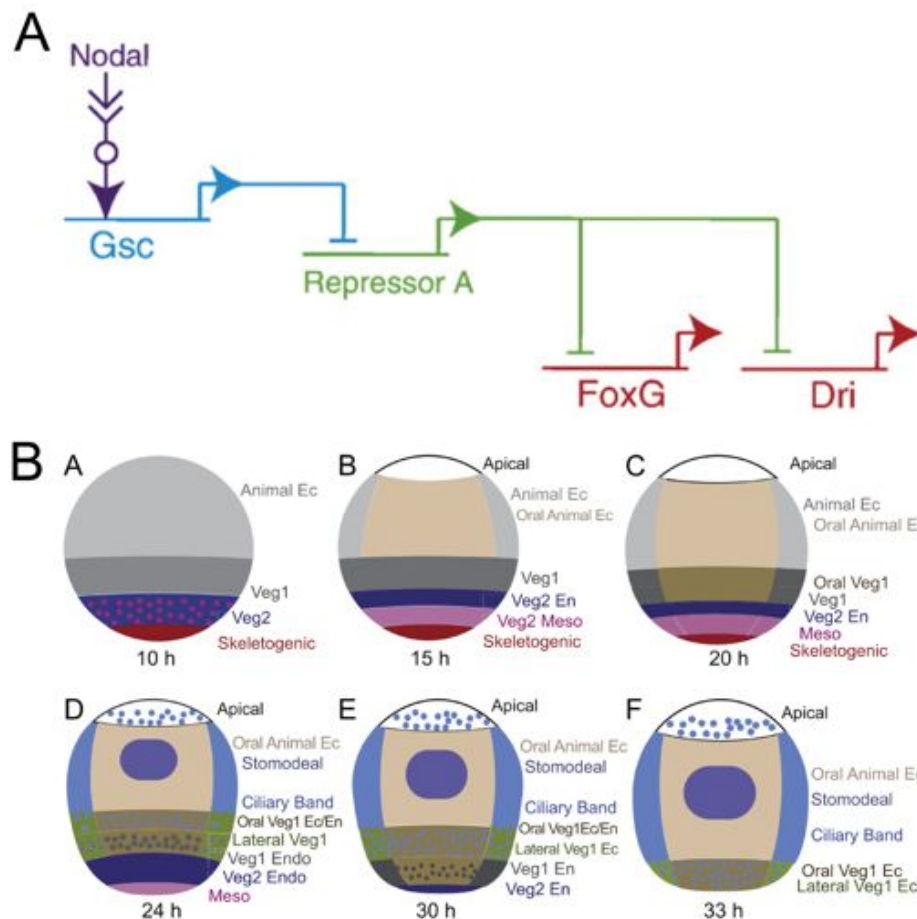 A
Nodal
Gsc
Repressor A
FoxG
Dri
B
A
Animal Ec
Veg1
Veg2
Skeletogenic
10 h
B
Apical
Animal Ec
Oral Animal Ec
Veg1
Veg2 En
Veg2 Meso
Skeletogenic
15 h
C
Apical
Animal Ec
Oral Animal E
Oral Veg1
Veg1
Veg2 En
Meso
Skeletogenic
20 h
D
Apical
Oral Animal Ec
Stomodeal
Ciliary Band
Oral Veg1 Ec/En
Lateral Veg1
Veg1 Endo
Veg2 Endo
Meso
24 h
E
Apical
Oral Animal Ec
Stomodeal
Ciliary Band
Oral Veg1Ec/En
Lateral Veg1 Ec
Veg1 En
Veg2 En
30 h
F
Apical
Oral Animal Ec
Stomodeal
Ciliary Band
Oral Veg1 Ec
Lateral Veg1 Ec
33 h